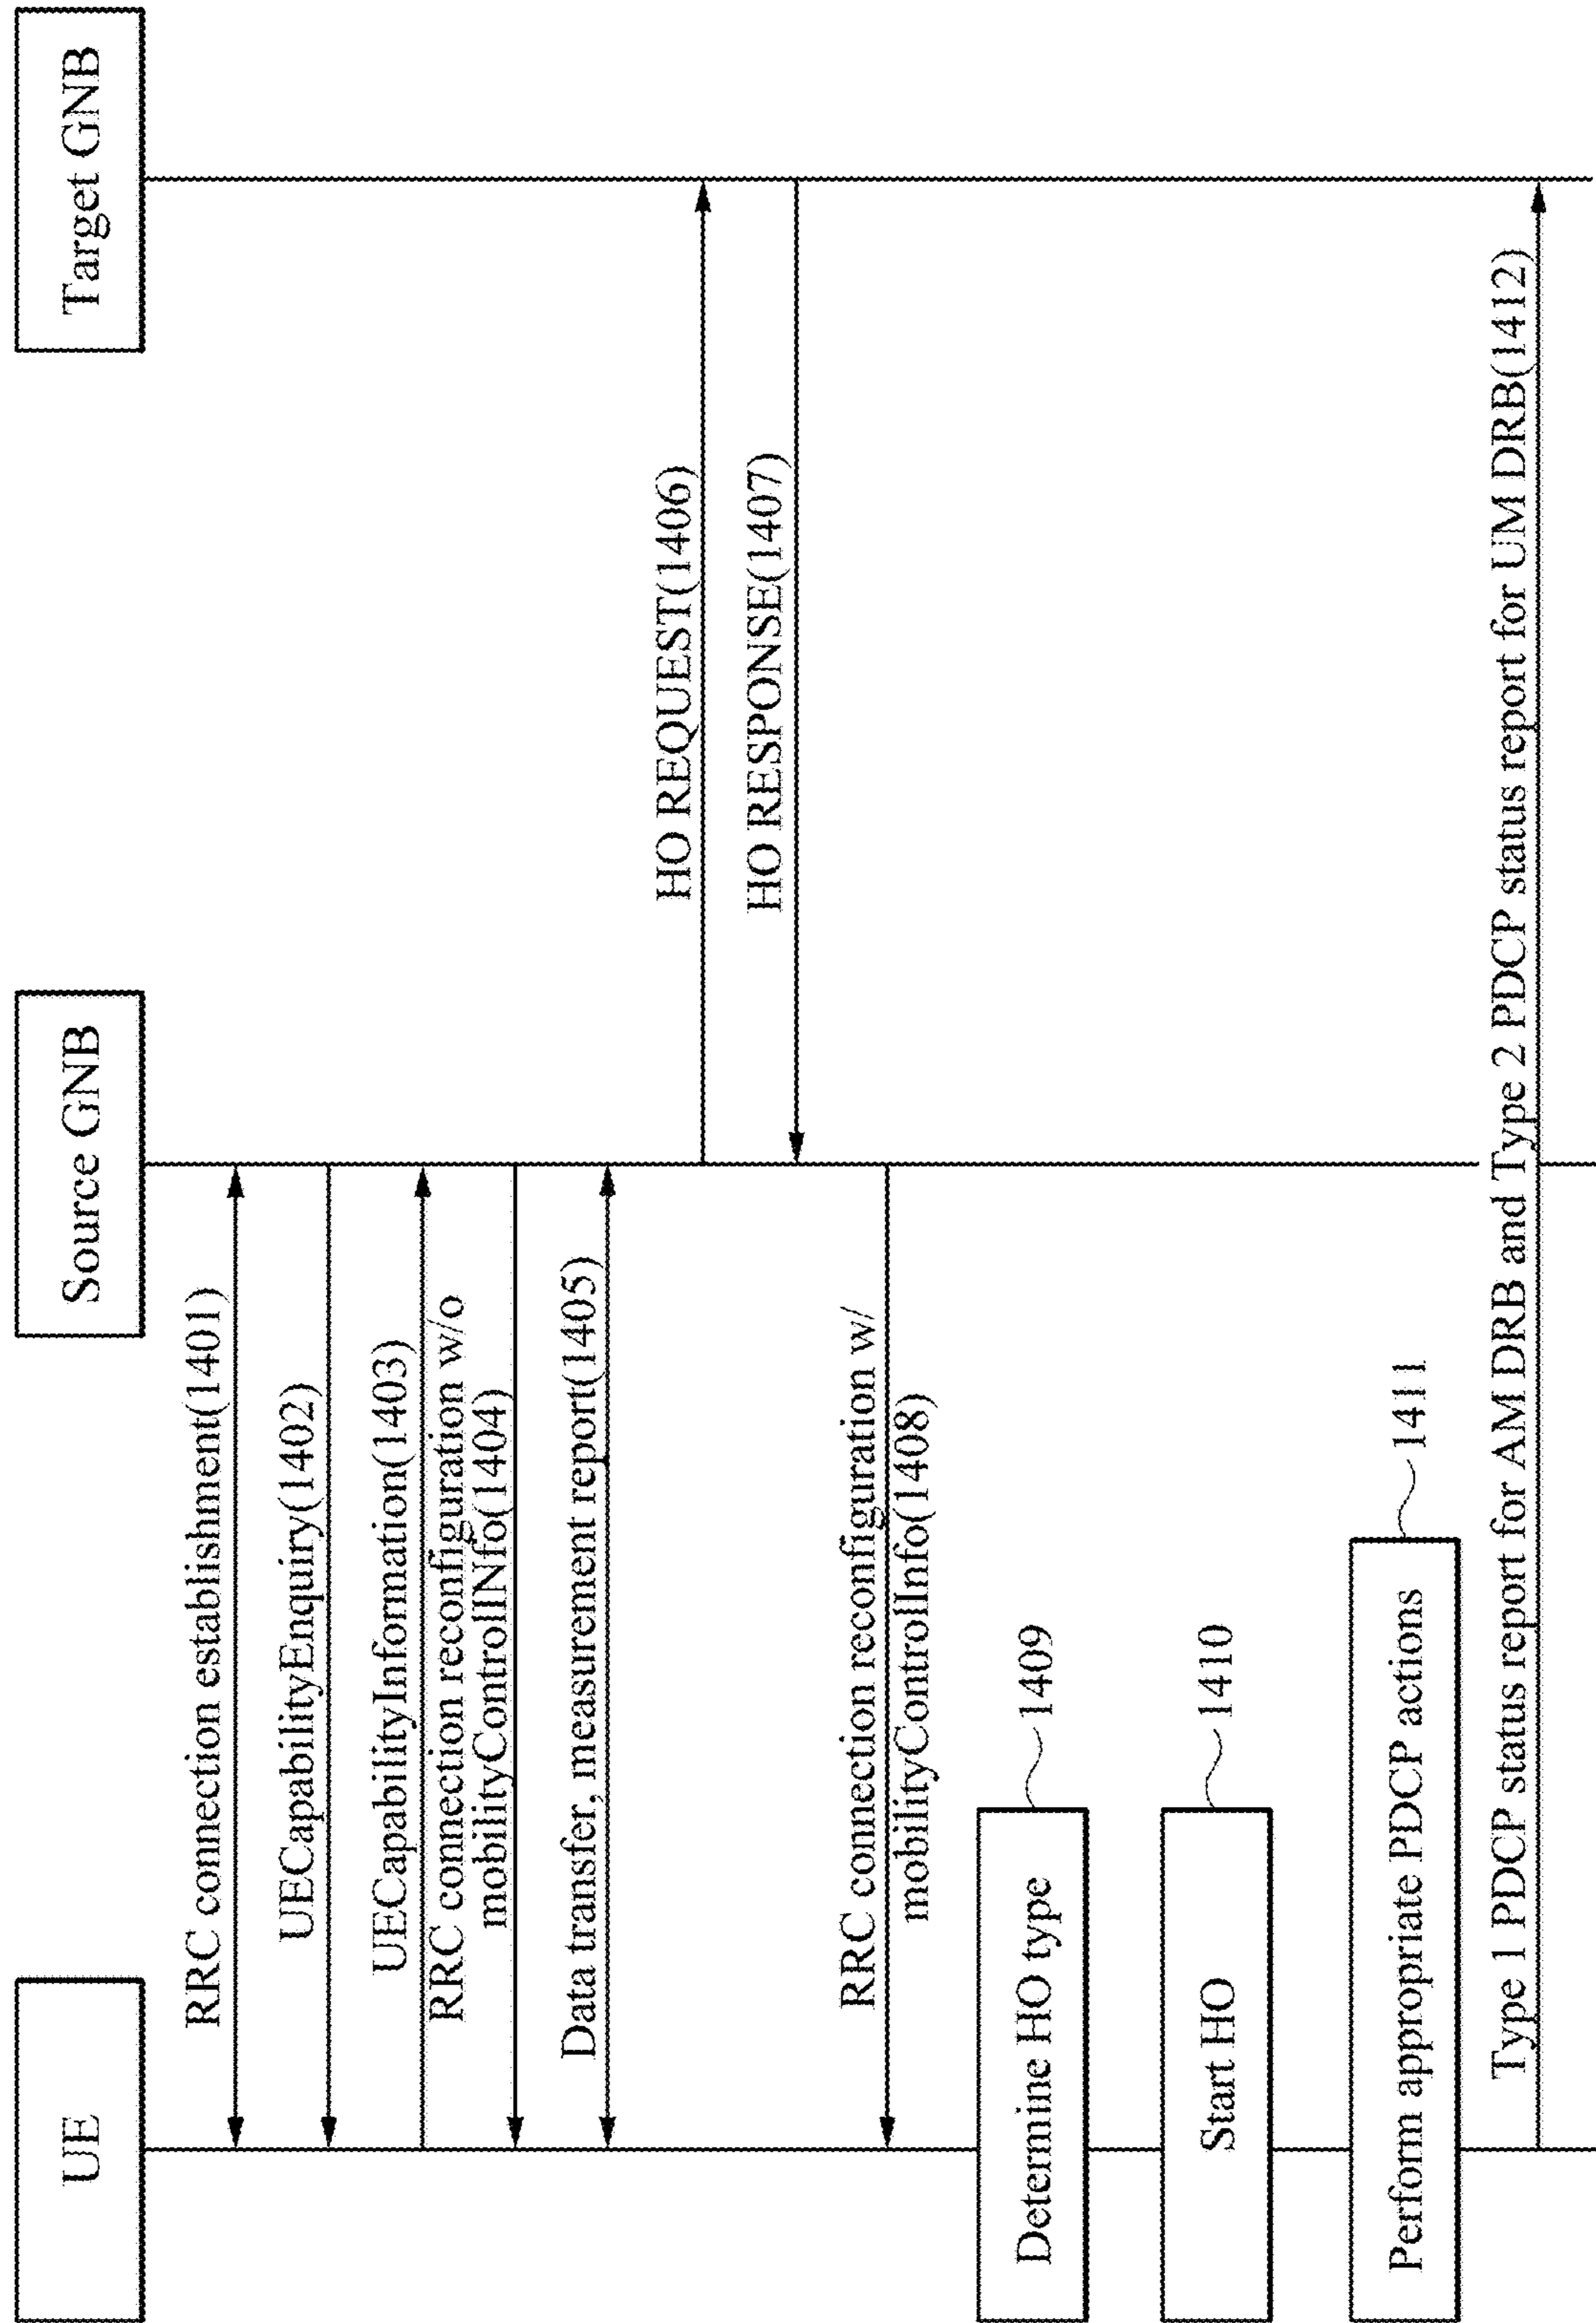 UE
Source GNB
Target GNB
RRC connection establishment(1401)
UECapabilityEnquiry(1402)
UECapabilityInformation(1403)
RRC connection reconfiguration w/o
mobilityControlINfo(1404)
Data transfer, measurement report(1405)
HO REQUEST(1406)
HO RESPONSE(1407)
RRC connection reconfiguration w/
mobilityControlInfo(1408)
Determine HO type
1409
Start HO
1410
Perform appropriate PDCP actions
1411
Type 1 PDCP status report for AM DRB and Type 2 PDCP status report for UM DRB(1412)